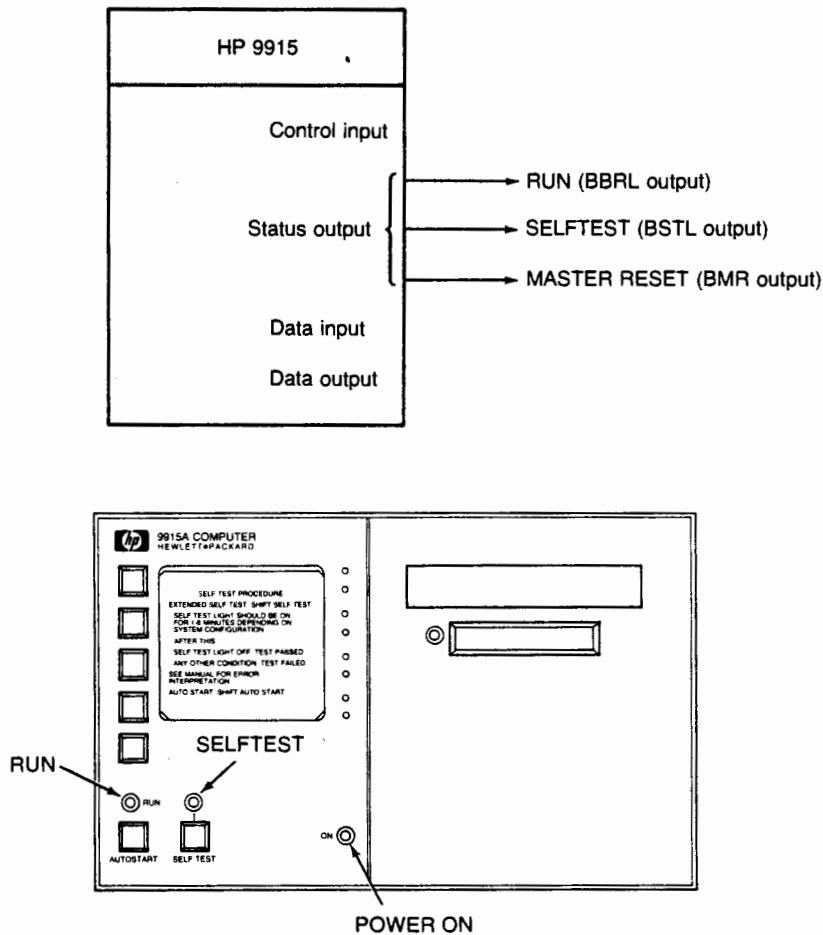 HP 9915
Control input
RUN (BBRL output)
Status output
SELFTEST (BSTL output)
MASTER RESET (BMR output)
Data input
Data output
hp
9915A COMPUTER
HEWLETT PACKARD
SELF TEST PROCEDURE
EXTENDED SELF TEST SHIFT SELF TEST
SELF TEST LIGHT SHOULD BE ON
FOR 1-8 MINUTES DEPENDING ON
SYSTEM CONFIGURATION
AFTER THIS
SELF TEST LIGHT OFF TEST PASSED
ANY OTHER CONDITION TEST FAILED
SEE MANUAL FOR ERROR
INTERPRETATION
AUTO START SHIFT AUTO START
SELFTEST
RUN
RUN
ON
AUTOSTART
SELF TEST
POWER ON